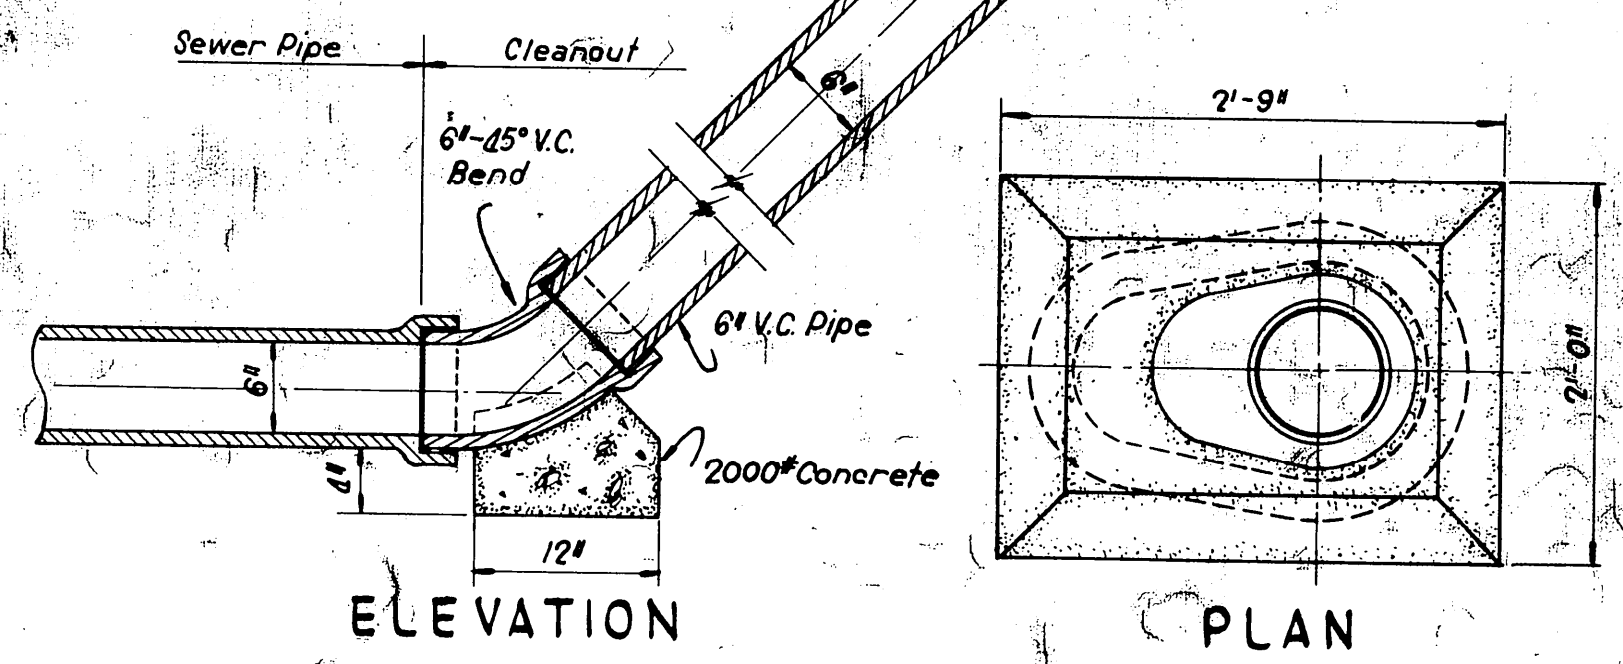 Sewer Pipe
Cleanout
6"-45° V.C.
Bend
6"
6" V.C. Pipe
6"
4"
2000# Concrete
12"
ELEVATION
2'-9"
2'-0"
PLAN